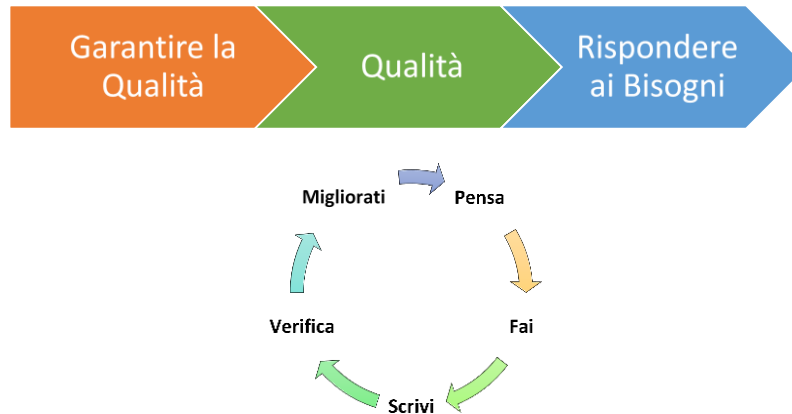 Garantire la
Qualità
Qualità
Rispondere
ai Bisogni
Migliorati
Pensa
Verifica
Fai
Scrivi